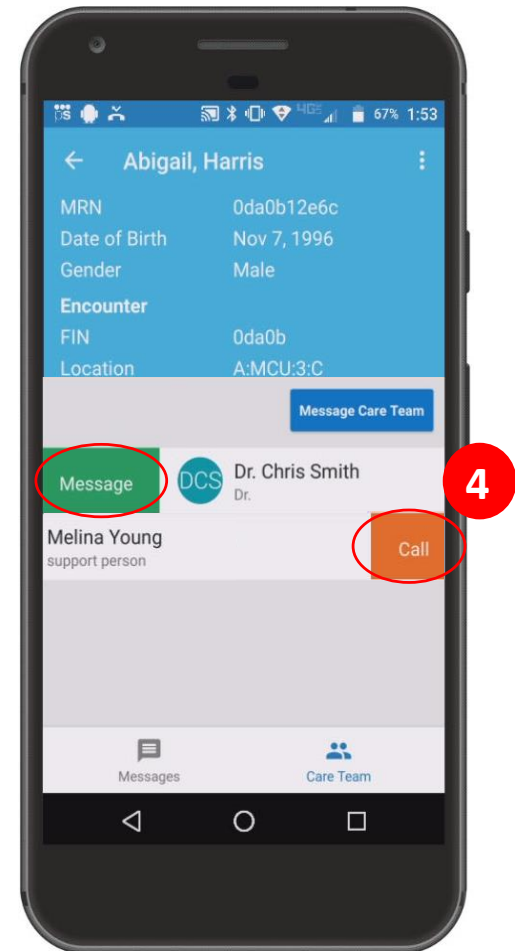 4GE 67% 1:53
Abigail, Harris
MRN 0da0b12e6c
Date of Birth Nov 7, 1996
Gender Male
Encounter
FIN 0da0b
Location A:MCU:3:C
Message Care Team
Message DCS Dr. Chris Smith
Dr.
4
Melina Young
support person
Call
Messages Care Team